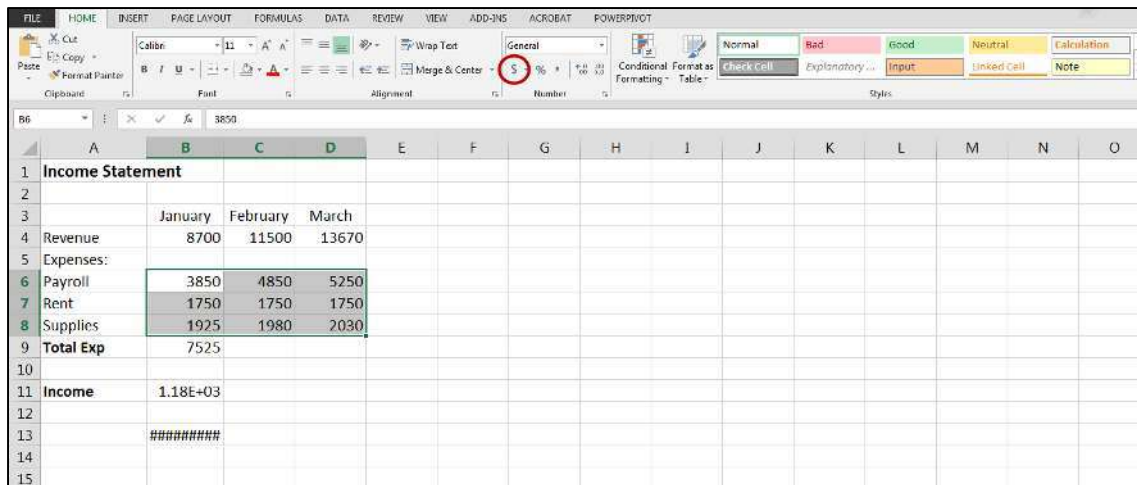 FILE HOME INSERT PAGE LAYOUT FORMULAS DATA REVIEW VIEW ADD-INS ACROBAT POWERPIVOT
Cut
Copy
Format Painter
Paste
Clipboard
Calibri 11 A A
B I U A
Font
Wrap Text
Merge & Center
Alignment
General
$ % ,
Number
Conditional Formatting
Format as Table
Normal Bad Good Neutral Calculation
Check Cell Explanatory ... Input Linked Cell Note
Styles
B6 fx 3850
A B C D E F G H I J K L M N O
1 Income Statement
2
3 January February March
4 Revenue 8700 11500 13670
5 Expenses:
6 Payroll 3850 4850 5250
7 Rent 1750 1750 1750
8 Supplies 1925 1980 2030
9 Total Exp 7525
10
11 Income 1.18E+03
12
13 #########
14
15